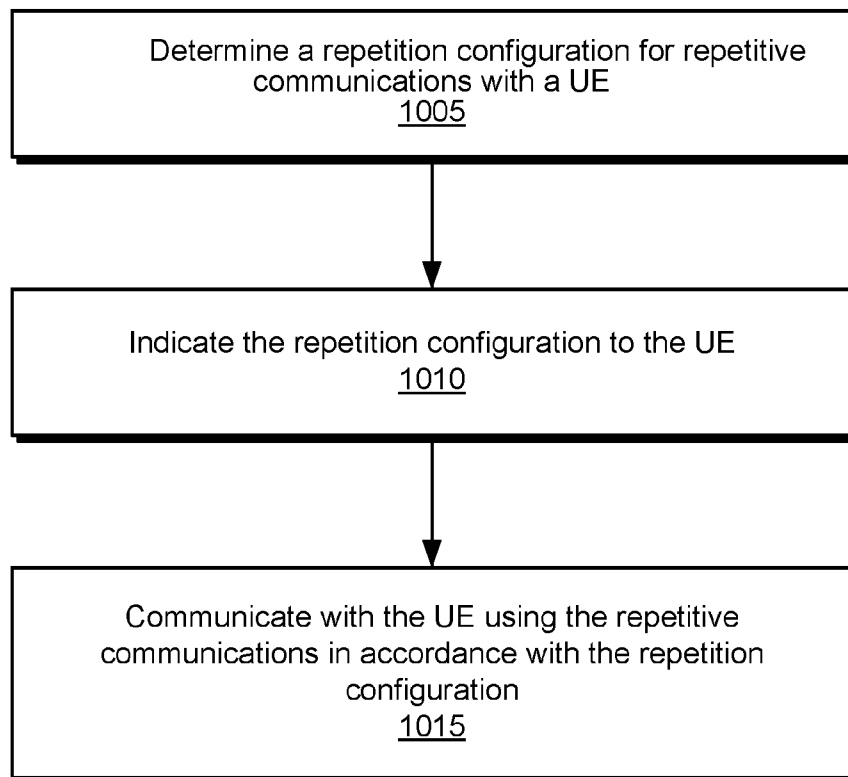 Determine a repetition configuration for repetitive
communications with a UE
1005
Indicate the repetition configuration to the UE
1010
Communicate with the UE using the repetitive
communications in accordance with the repetition
configuration
1015